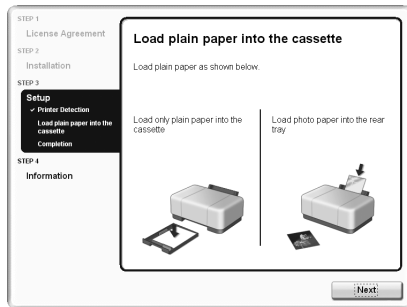 STEP 1
License Agreement
STEP 2
Installation
STEP 3
Setup
Printer Detection
Load plain paper into the
cassette
Completion
STEP 4
Information
Load plain paper into the cassette
Load plain paper as shown below.
Load only plain paper into the
cassette
Load photo paper into the rear
tray
Next